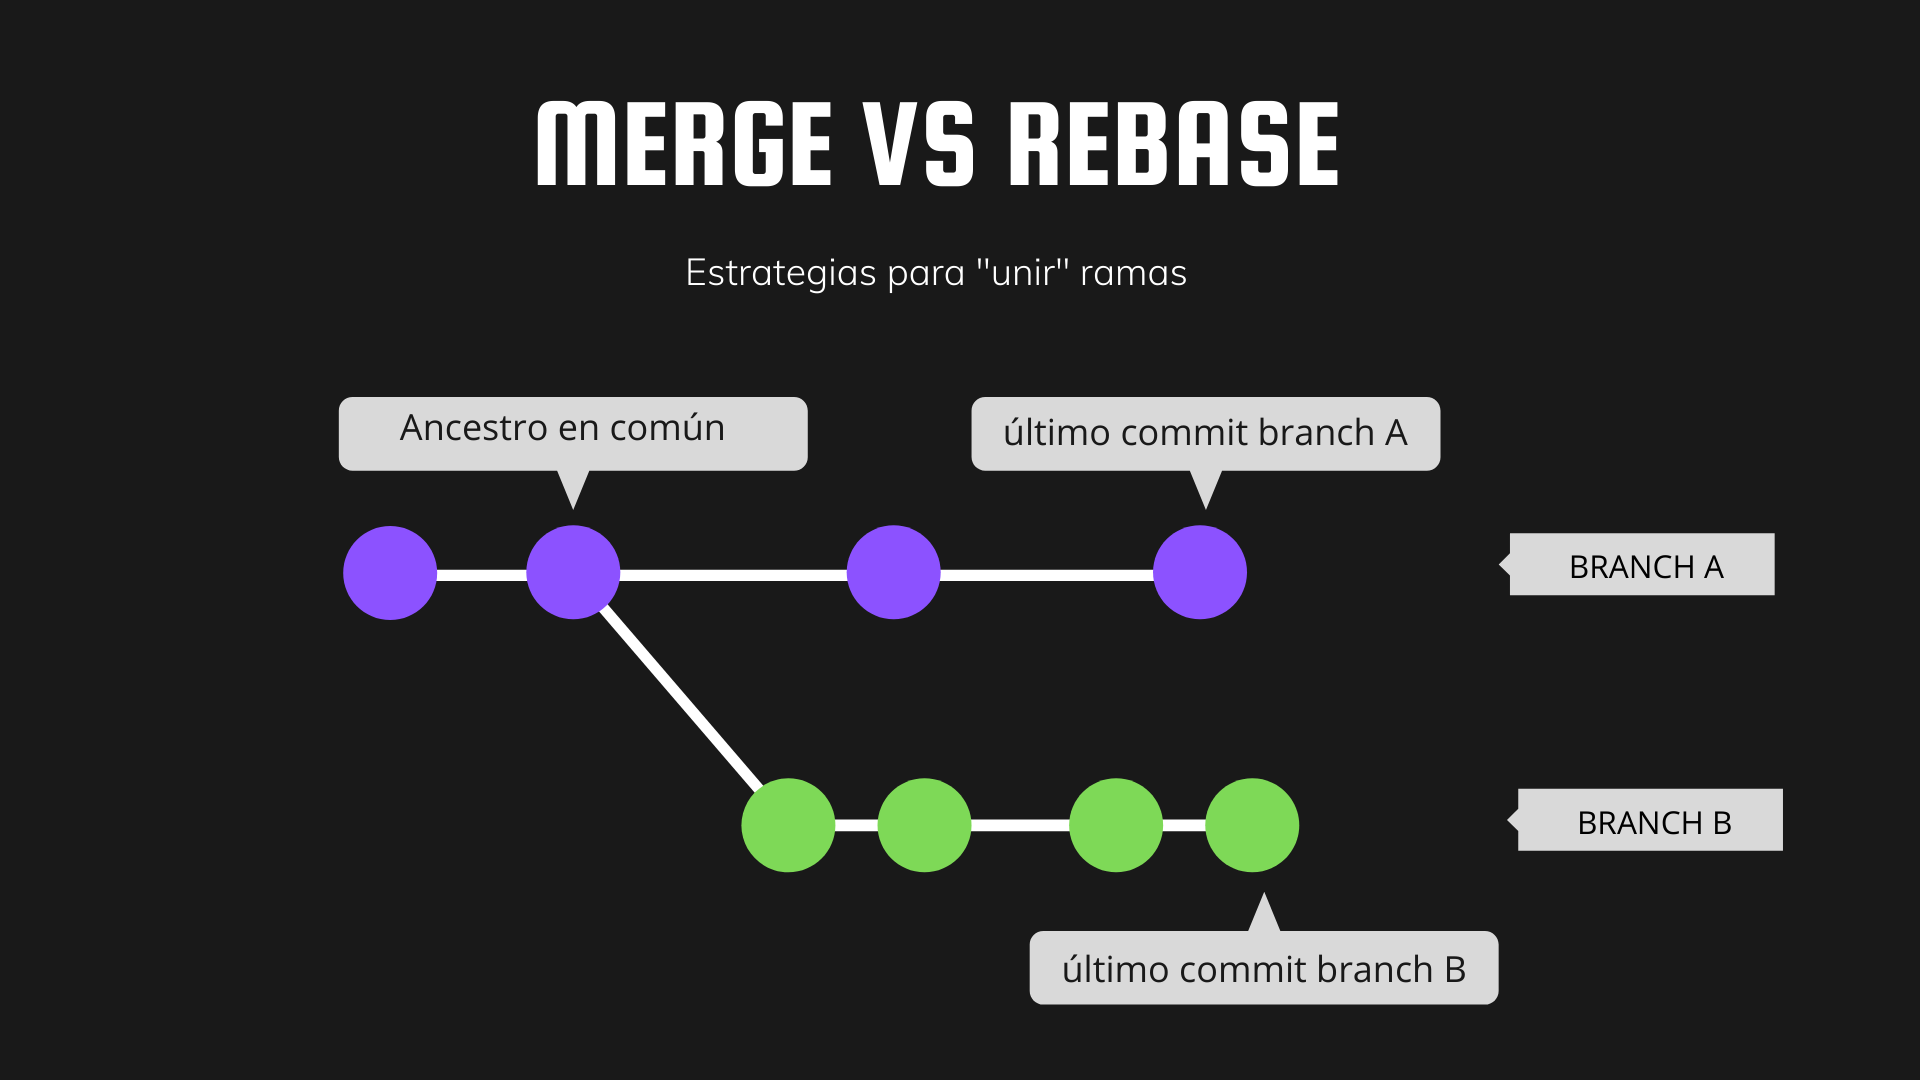 MERGE VS REBASE
Estrategias para "unir" ramas
Ancestro en común
último commit branch A
BRANCH A
BRANCH B
último commit branch B